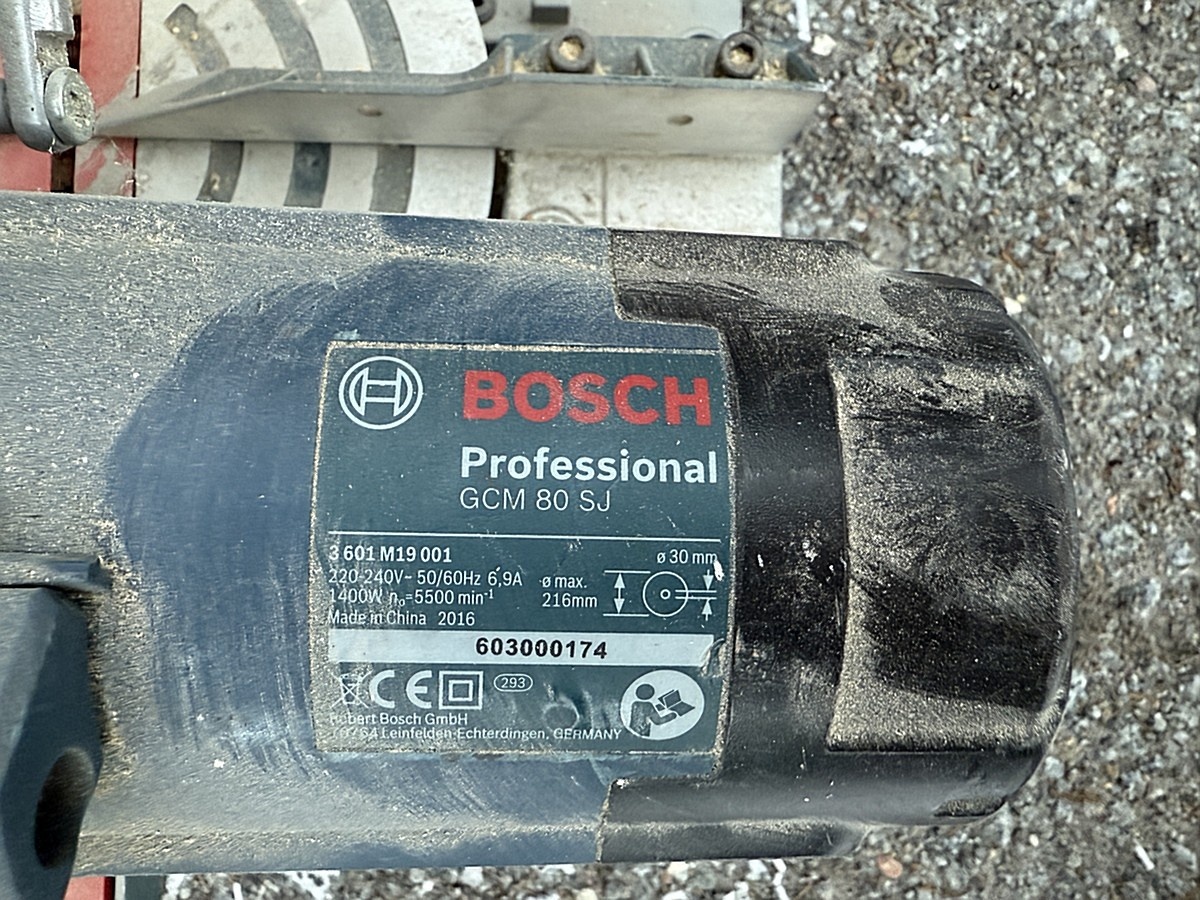 BOSCH
Professional
GCM 80 SJ
3 601 M19 001
220-240V~ 50/60Hz 6,9A
1400W n₀=5500 min⁻¹
Made in China 2016
ø 30 mm
ø max.
216mm
603000174
CE
293
Robert Bosch GmbH
Leinfelden-Echterdingen, GERMANY